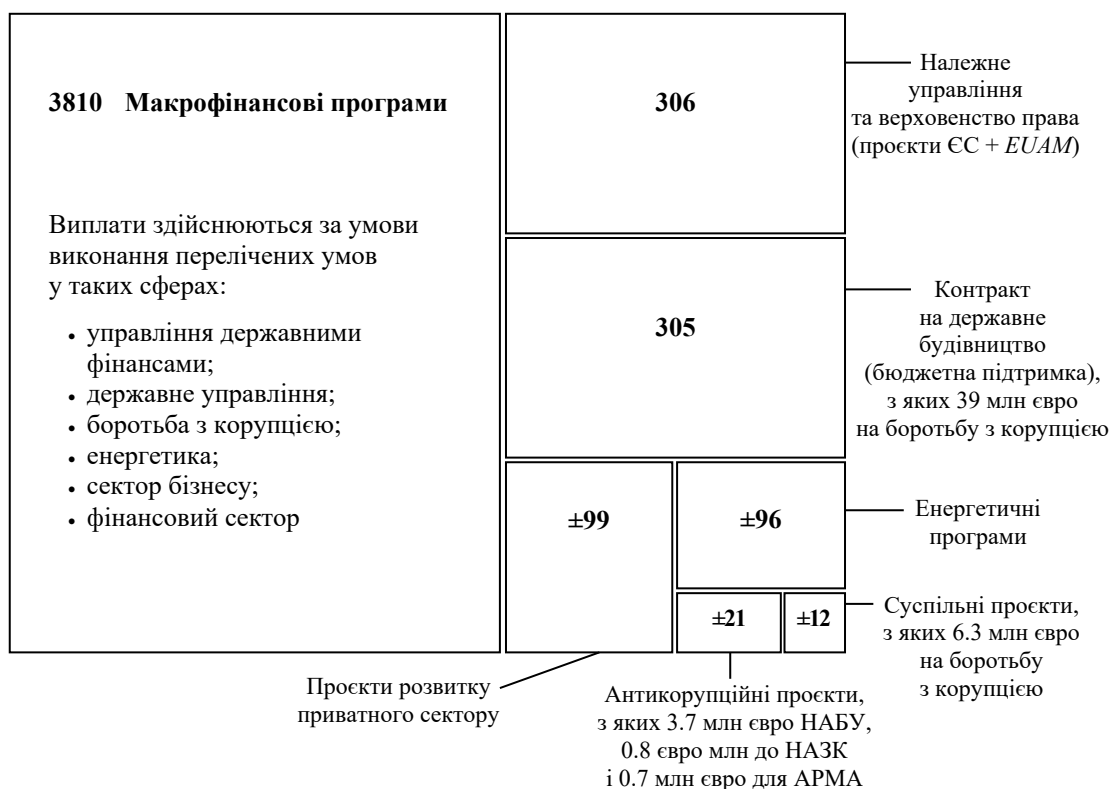 3810 Макрофінансові програми
Виплати здійснюються за умови
виконання перелічених умов
у таких сферах:
• управління державними
фінансами;
• державне управління;
• боротьба з корупцією;
• енергетика;
• сектор бізнесу;
• фінансовий сектор
306
Належне
управління
та верховенство права
(проєкти ЄС + EUAM)
305
Контракт
на державне
будівництво
(бюджетна підтримка),
з яких 39 млн євро
на боротьбу з корупцією
±99
±96
Енергетичні
програми
±21
±12
Суспільні проєкти,
з яких 6.3 млн євро
на боротьбу
з корупцією
Проєкти розвитку
приватного сектору
Антикорупційні проєкти,
з яких 3.7 млн євро НАБУ,
0.8 євро млн до НАЗК
і 0.7 млн євро для АРМА